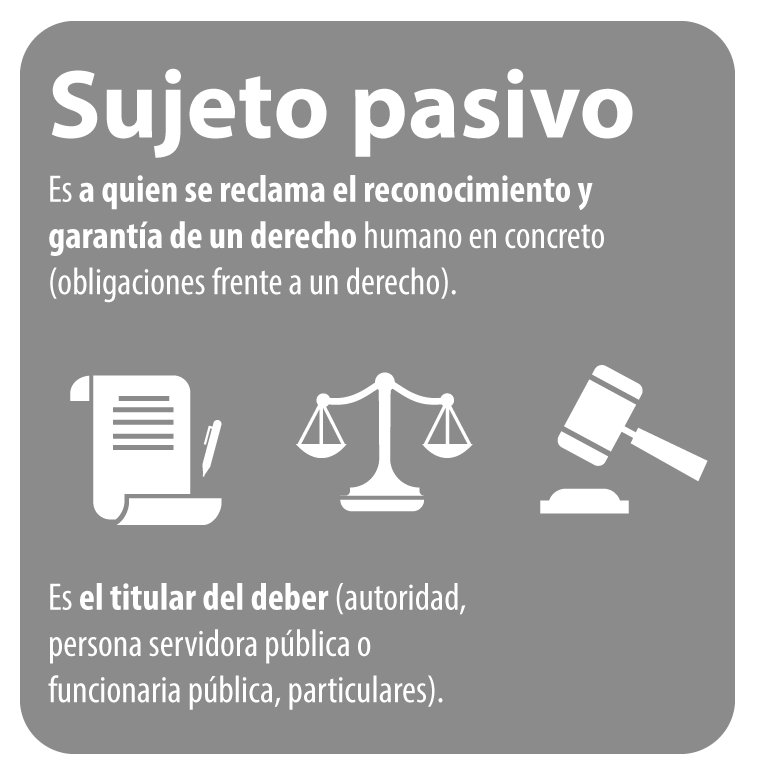 Sujeto pasivo
Es a quien se reclama el reconocimiento y
garantía de un derecho humano en concreto
(obligaciones frente a un derecho).
Es el titular del deber (autoridad,
persona servidora pública o
funcionaria pública, particulares).